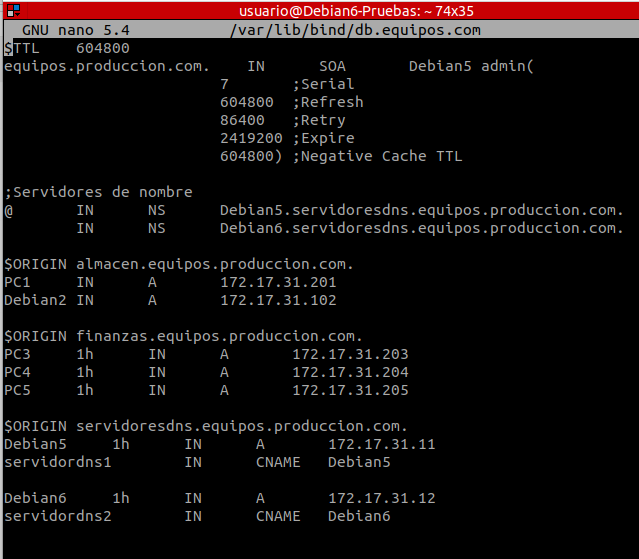 usuario@Debian6-Pruebas: ~ 74x35
GNU nano 5.4 /var/lib/bind/db.equipos.com
$TTL 604800
equipos.produccion.com. IN SOA Debian5 admin(
7 ;Serial
604800 ;Refresh
86400 ;Retry
2419200 ;Expire
604800) ;Negative Cache TTL
;Servidores de nombre
@ IN NS Debian5.servidoresdns.equipos.produccion.com.
IN NS Debian6.servidoresdns.equipos.produccion.com.
$ORIGIN almacen.equipos.produccion.com.
PC1 IN A 172.17.31.201
Debian2 IN A 172.17.31.102
$ORIGIN finanzas.equipos.produccion.com.
PC3 1h IN A 172.17.31.203
PC4 1h IN A 172.17.31.204
PC5 1h IN A 172.17.31.205
$ORIGIN servidoresdns.equipos.produccion.com.
Debian5 1h IN A 172.17.31.11
servidordns1 IN CNAME Debian5
Debian6 1h IN A 172.17.31.12
servidordns2 IN CNAME Debian6